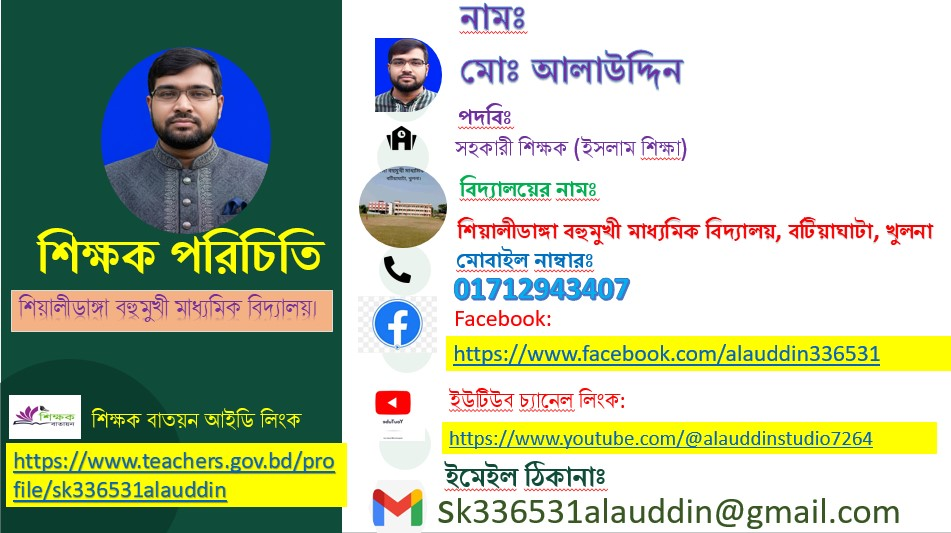 শিক্ষক পরিচিতি
শিয়ালীডাঙ্গা বহুমুখী মাধ্যমিক বিদ্যালয়।
শিক্ষক
বাতায়ন
শিক্ষক বাতয়ন আইডি লিংক
https://www.teachers.gov.bd/pro
file/sk336531alauddin
নামঃ
মোঃ আলাউদ্দিন
পদবিঃ
সহকারী শিক্ষক (ইসলাম শিক্ষা)
বিদ্যালয়ের নামঃ
শিয়ালীডাঙ্গা বহুমুখী মাধ্যমিক বিদ্যালয়, বটিয়াঘাটা, খুলনা
মোবাইল নাম্বারঃ
01712943407
Facebook:
https://www.facebook.com/alauddin336531
ইউটিউব চ্যানেল লিংক:
YouTube
https://www.youtube.com/@alauddinstudio7264
ইমেইল ঠিকানাঃ
Sk336531alauddin@gmail.com